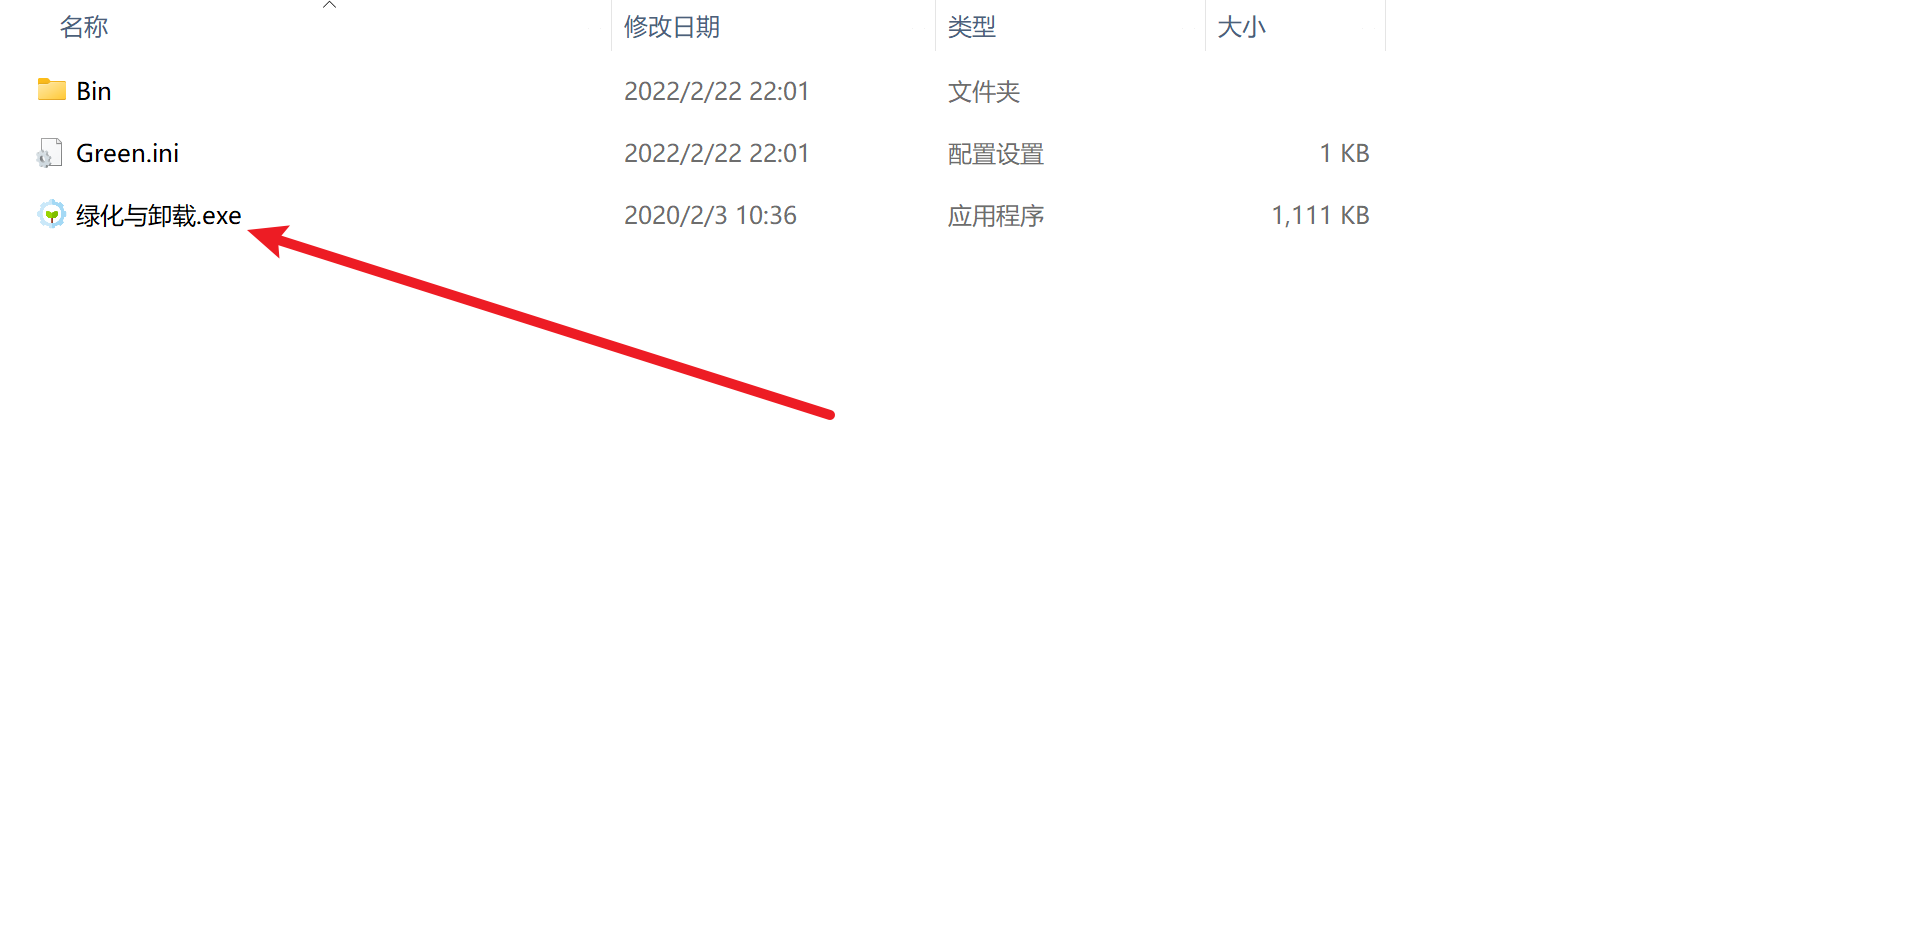 名称 修改日期 类型 大小
Bin 2022/2/22 22:01 文件夹
Green.ini 2022/2/22 22:01 配置设置 1 KB
绿化与卸载.exe 2020/2/3 10:36 应用程序 1,111 KB